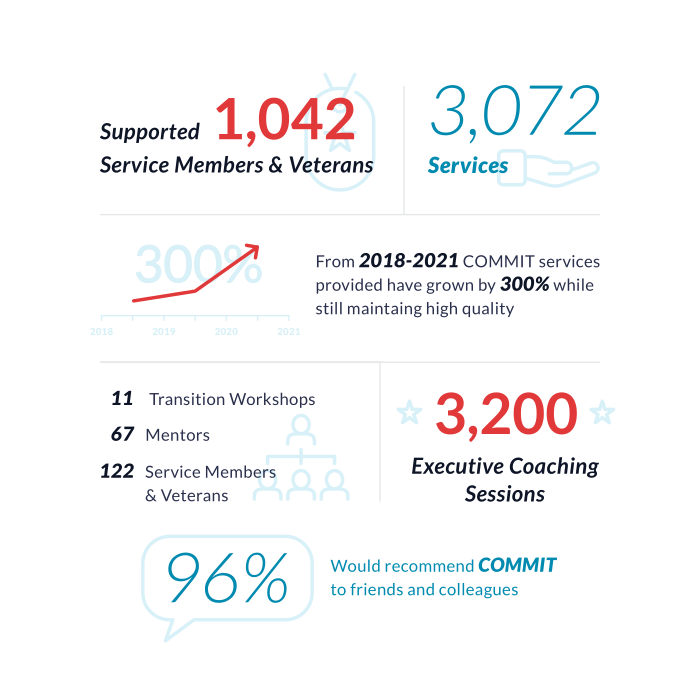 Supported 1,042
Service Members & Veterans
3,072
Services
300%
2018 2019 2020 2021
From 2018-2021 COMMIT services
provided have grown by 300% while
still maintaing high quality
11 Transition Workshops
67 Mentors
122 Service Members
& Veterans
3,200
Executive Coaching
Sessions
96%
Would recommend COMMIT
to friends and colleagues